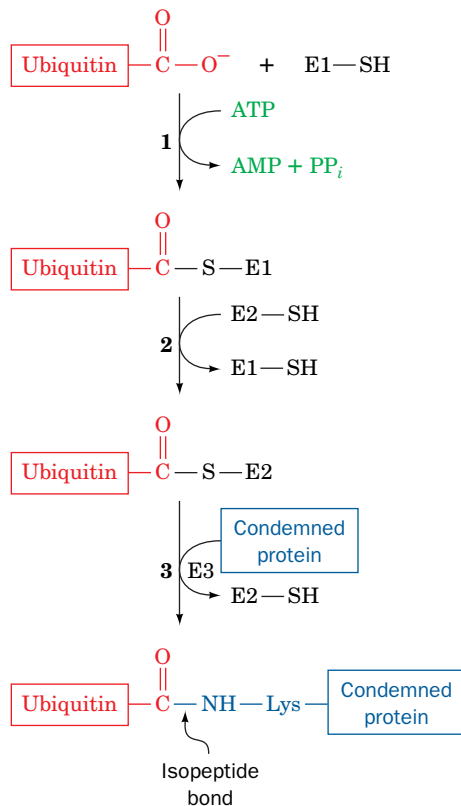 O
Ubiquitin—C—O⁻ + E1—SH
ATP
1
AMP + PPᵢ
O
Ubiquitin—C—S—E1
E2—SH
2
E1—SH
O
Ubiquitin—C—S—E2
Condemned
protein
3 E3
E2—SH
O
Ubiquitin—C—NH—Lys—Condemned
protein
Isopeptide
bond